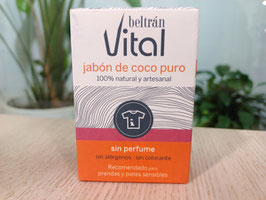 beltrán
Vital
jabón de coco puro
100% natural y artesanal
sin perfume
sin alérgenos · sin colorante
Recomendado para
prendas y pieles sensibles